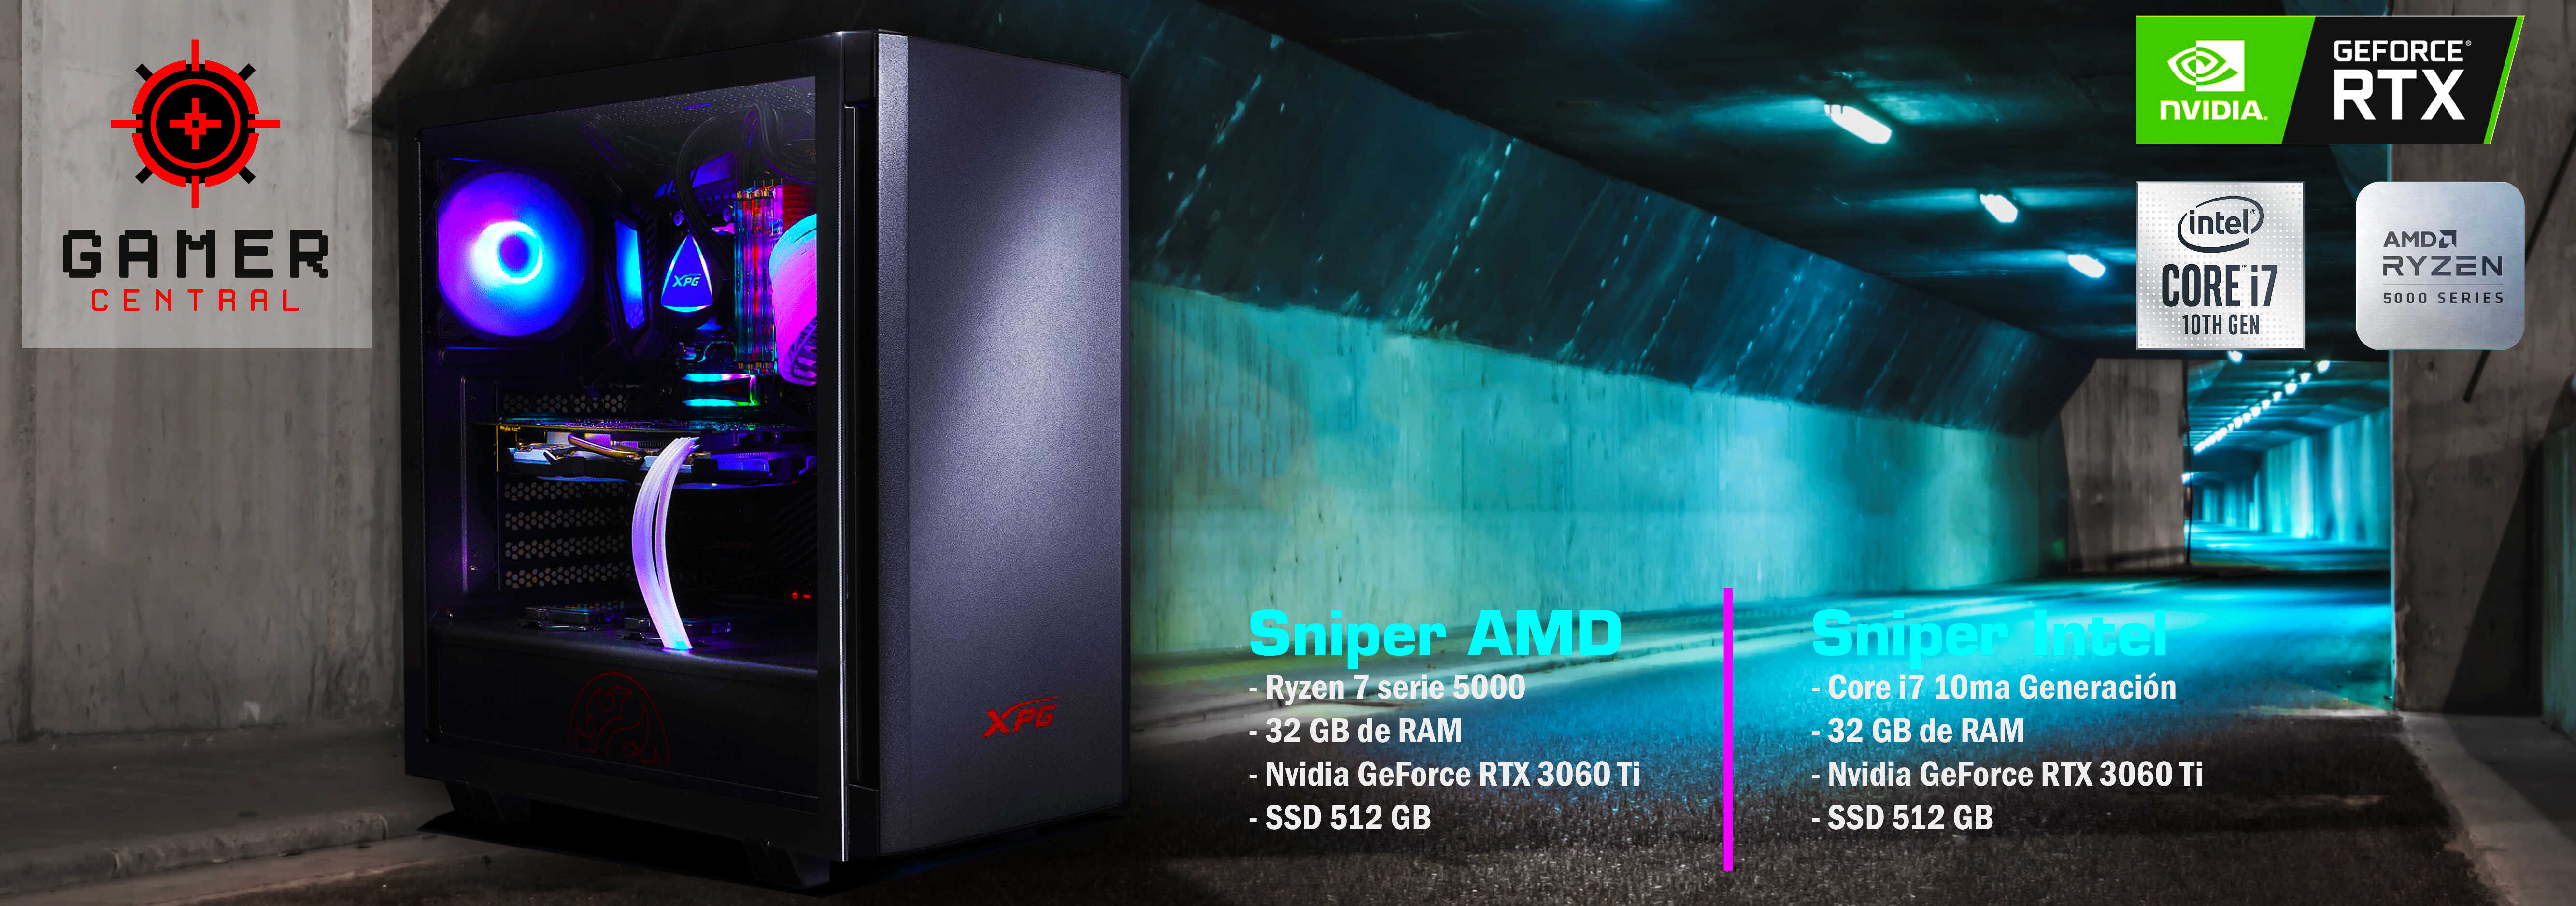 GAMER
CENTRAL
XPG
XPG
NVIDIA.
GEFORCE®
RTX
intel®
CORE™ i7
10TH GEN
AMD
RYZEN
5000 SERIES
Sniper AMD
- Ryzen 7 serie 5000
- 32 GB de RAM
- Nvidia GeForce RTX 3060 Ti
- SSD 512 GB
Sniper Intel
- Core i7 10ma Generación
- 32 GB de RAM
- Nvidia GeForce RTX 3060 Ti
- SSD 512 GB